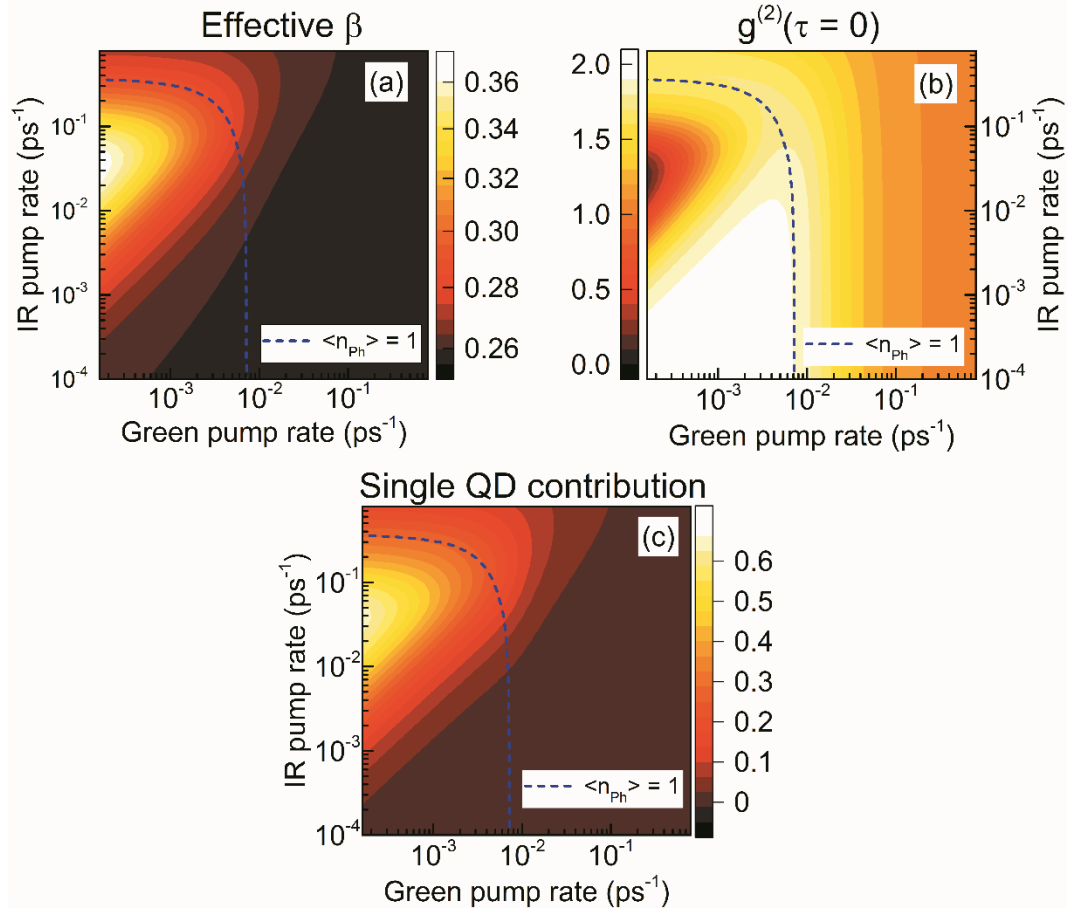 Effective β
g(2)(τ = 0)
(a)
(b)
IR pump rate (ps-1)
10-1
10-2
10-3
10-4
0.36
0.34
0.32
0.30
0.28
0.26
<nPh> = 1
10-3
10-2
10-1
Green pump rate (ps-1)
2.0
1.5
1.0
0.5
0.0
<nPh> = 1
10-1
10-2
10-3
10-4
IR pump rate (ps-1)
10-3
10-2
10-1
Green pump rate (ps-1)
Single QD contribution
(c)
IR pump rate (ps-1)
10-1
10-2
10-3
10-4
0.6
0.5
0.4
0.3
0.2
0.1
0
<nPh> = 1
10-3
10-2
10-1
Green pump rate (ps-1)